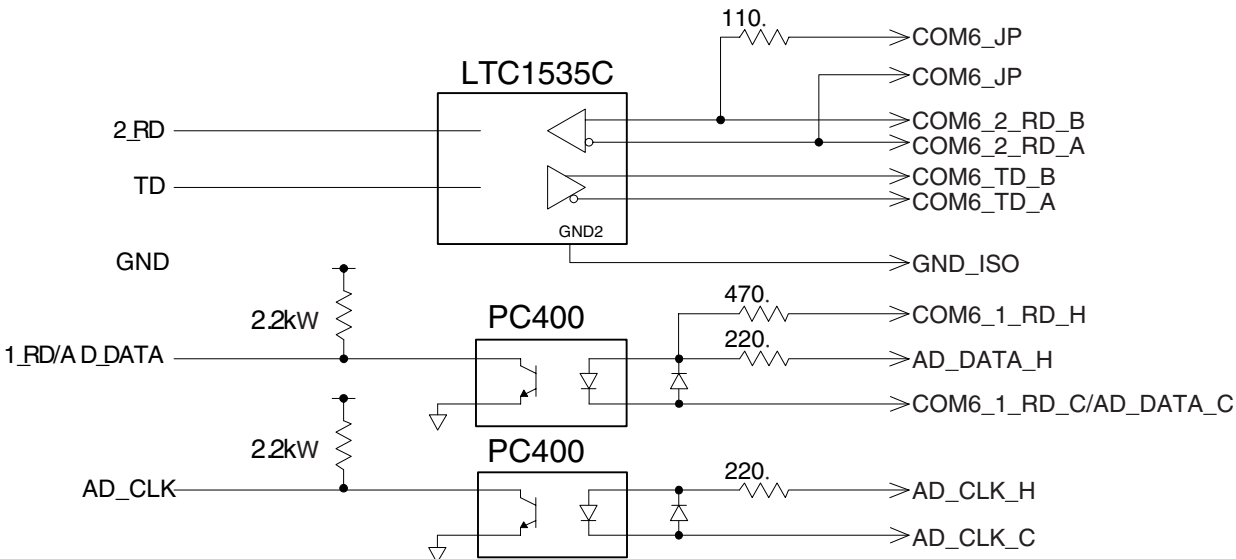 110.
COM6_JP
LTC1535C
COM6_JP
2_RD
COM6_2_RD_B
COM6_2_RD_A
TD
COM6_TD_B
COM6_TD_A
GND2
GND
GND_ISO
2.2kW
PC400
470.
COM6_1_RD_H
220.
1_RD/A D_DATA
AD_DATA_H
COM6_1_RD_C/AD_DATA_C
2.2kW
PC400
220.
AD_CLK
AD_CLK_H
AD_CLK_C